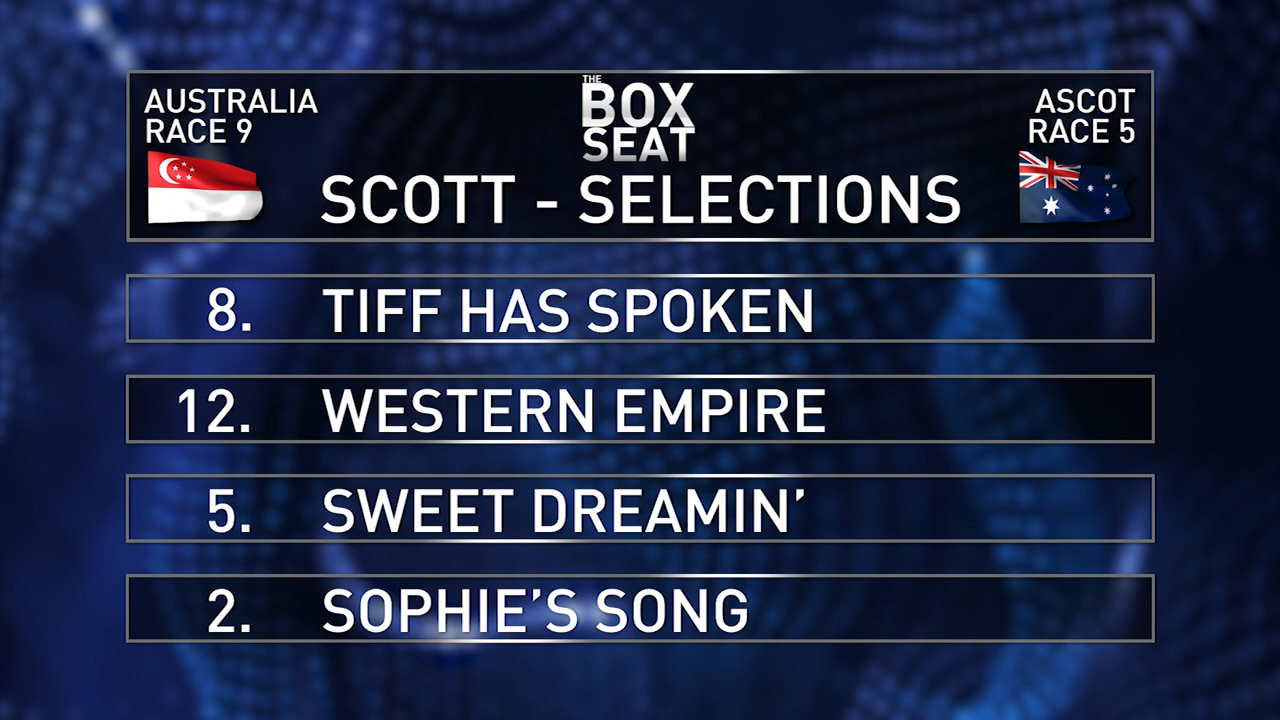 AUSTRALIA
RACE 9
THE
BOX
SEAT
ASCOT
RACE 5
SCOTT - SELECTIONS
8. TIFF HAS SPOKEN
12. WESTERN EMPIRE
5. SWEET DREAMIN’
2. SOPHIE’S SONG